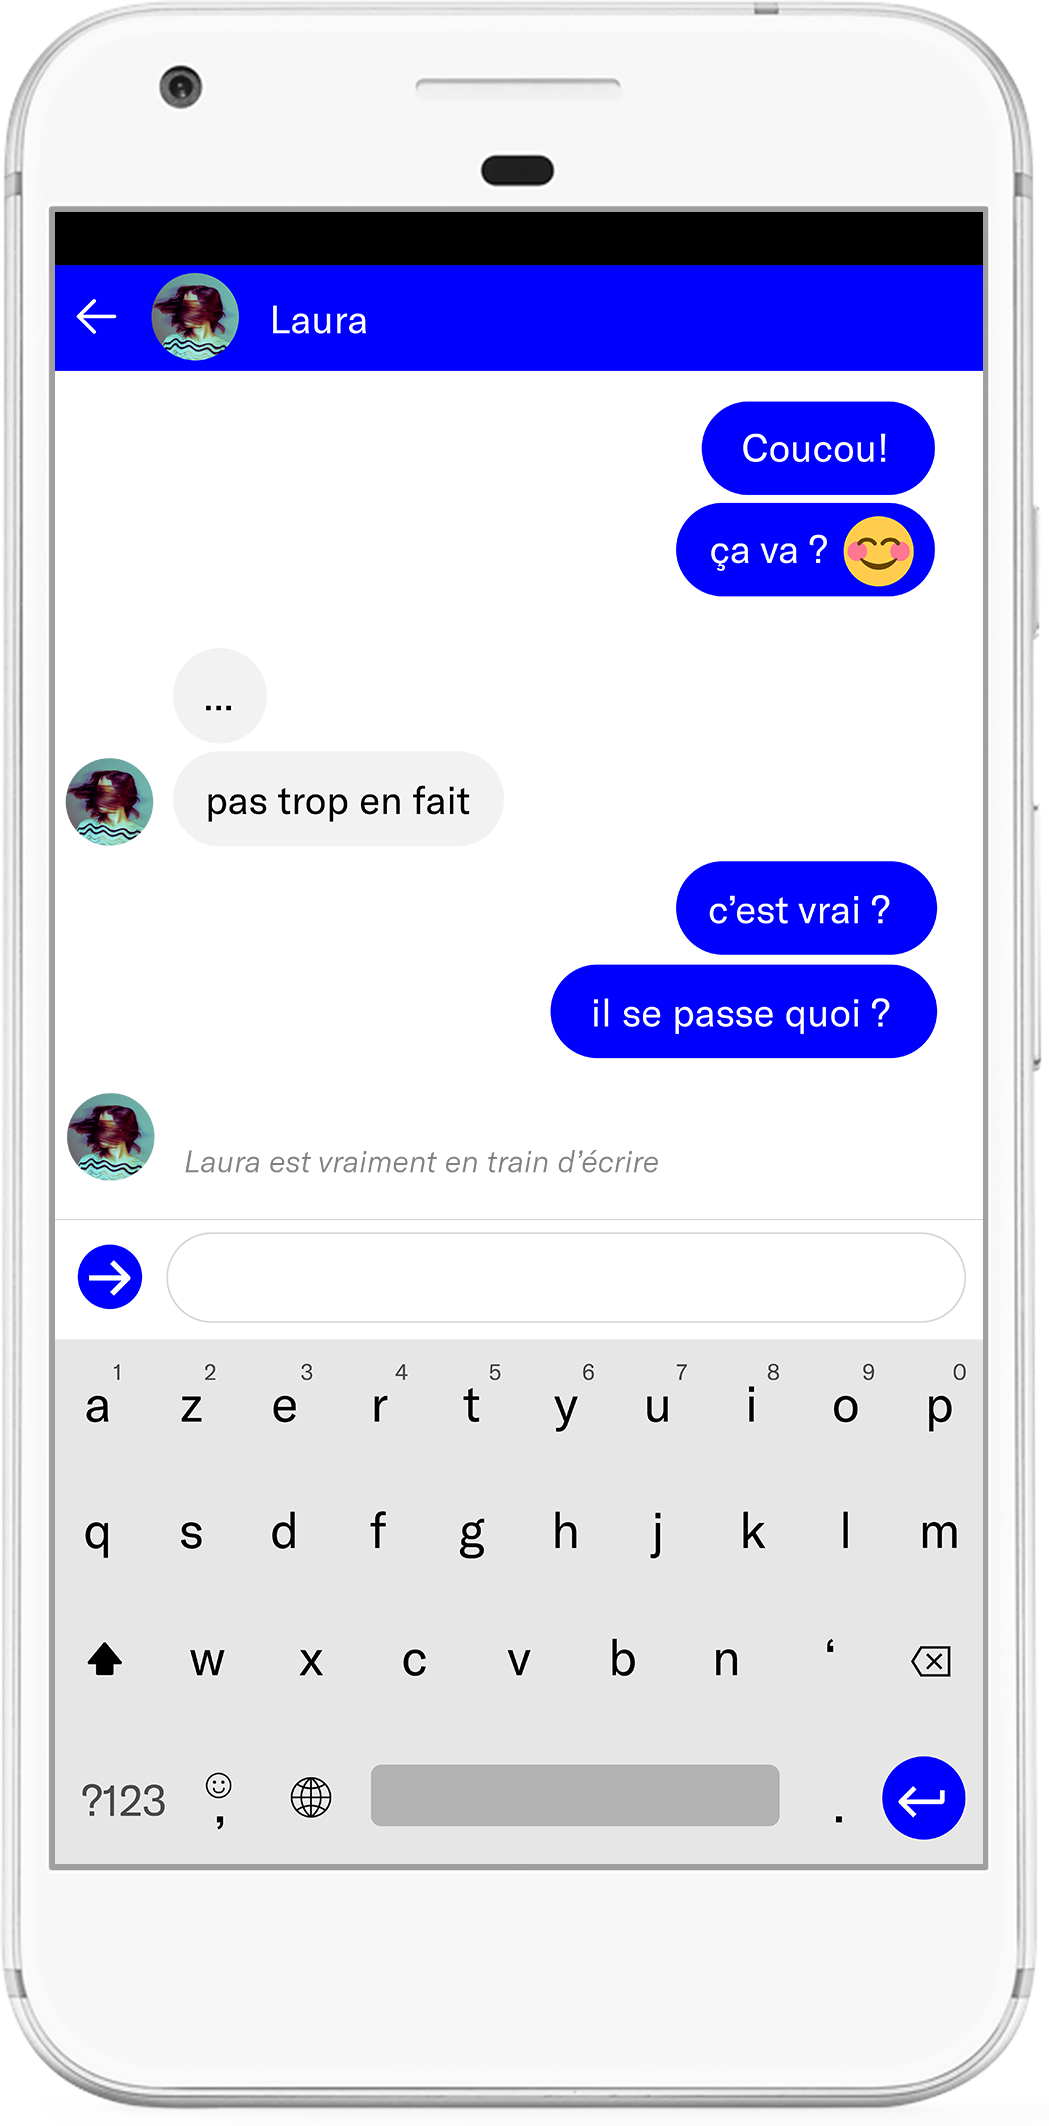 Laura
Coucou!
ça va ? 😊
...
pas trop en fait
c’est vrai ?
il se passe quoi ?
Laura est vraiment en train d’écrire
1 2 3 4 5 6 7 8 9 0
a z e r t y u i o p
q s d f g h j k l m
w x c v b n ‘
?123 , .